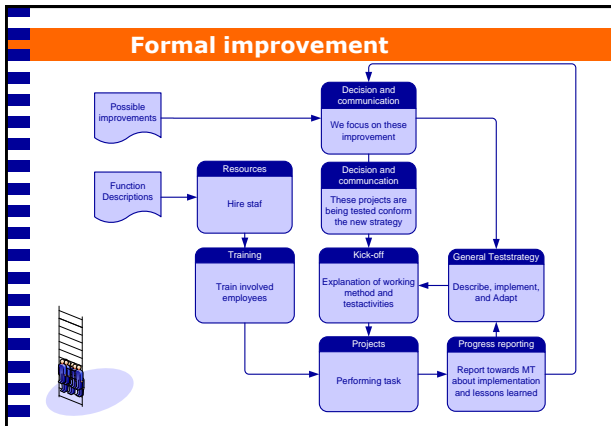 Formal improvement
Possible
improvements
Decision and
communication
We focus on these
improvement
Function
Descriptions
Resources
Hire staf
Decision and
communcation
These projects are
being tested conform
the new strategy
Training
Train involved
employees
Kick-off
Explanation of working
method and
testactivities
General Teststrategy
Describe, implement,
and Adapt
Projects
Performing task
Progress reporting
Report towards MT
about implementation
and lessons learned